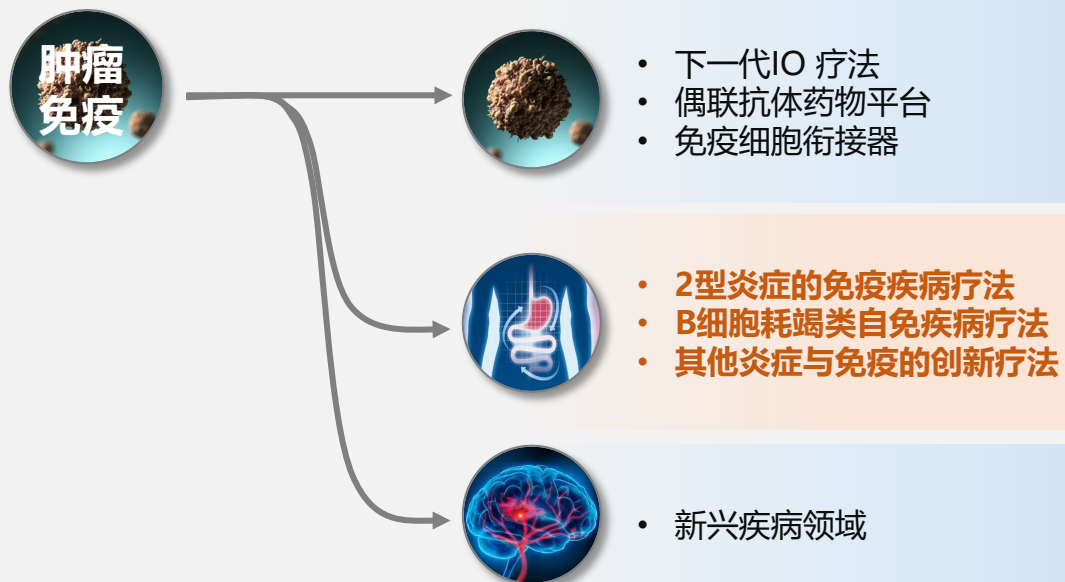 肿瘤
免疫
• 下一代IO 疗法
• 偶联抗体药物平台
• 免疫细胞衔接器
• 2型炎症的免疫疾病疗法
• B细胞耗竭类自免疾病疗法
• 其他炎症与免疫的创新疗法
• 新兴疾病领域